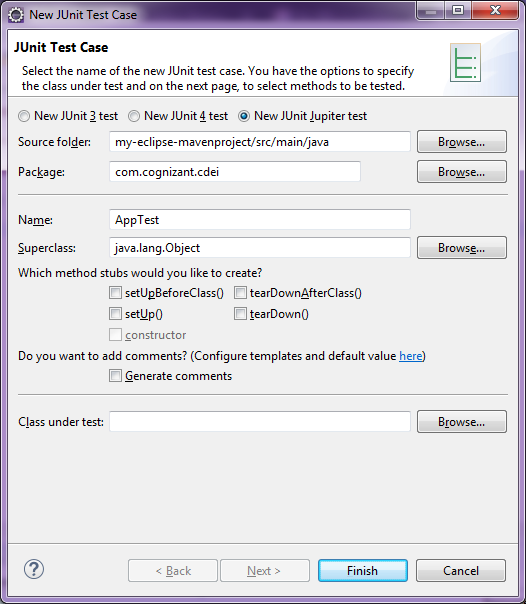 New JUnit Test Case
JUnit Test Case
Select the name of the new JUnit test case. You have the options to specify
the class under test and on the next page, to select methods to be tested.
New JUnit 3 test New JUnit 4 test New JUnit Jupiter test
Source folder: my-eclipse-mavenproject/src/main/java Browse...
Package: com.cognizant.cdei Browse...
Name: AppTest
Superclass: java.lang.Object Browse...
Which method stubs would you like to create?
setUpBeforeClass() tearDownAfterClass()
setUp() tearDown()
constructor
Do you want to add comments? (Configure templates and default value here)
Generate comments
Class under test: Browse...
? < Back Next > Finish Cancel